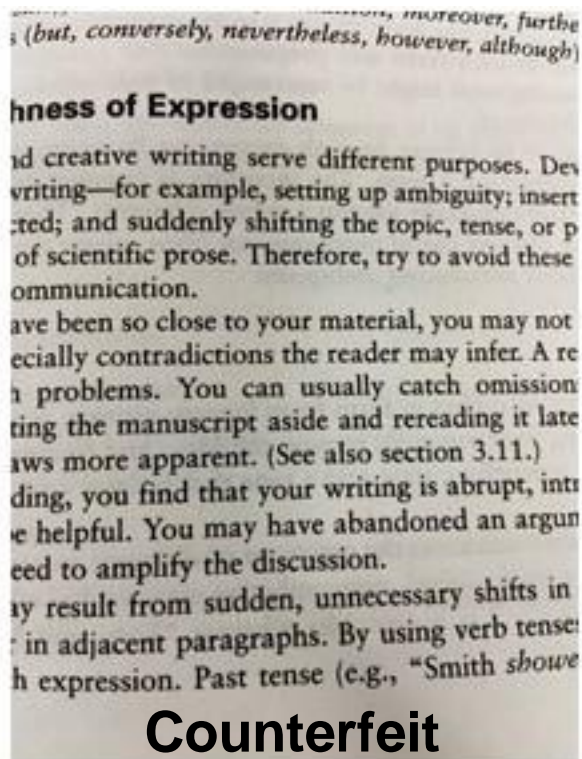 moreover, furthe
s (but, conversely, nevertheless, however, although)
hness of Expression
nd creative writing serve different purposes. Dev
writing—for example, setting up ambiguity; insert
cted; and suddenly shifting the topic, tense, or p
of scientific prose. Therefore, try to avoid these
ommunication.
ave been so close to your material, you may not
ecially contradictions the reader may infer. A re
n problems. You can usually catch omission
ting the manuscript aside and rereading it late
aws more apparent. (See also section 3.11.)
ding, you find that your writing is abrupt, intr
e helpful. You may have abandoned an argum
eed to amplify the discussion.
ay result from sudden, unnecessary shifts in
r in adjacent paragraphs. By using verb tenses
h expression. Past tense (e.g., “Smith showe
Counterfeit